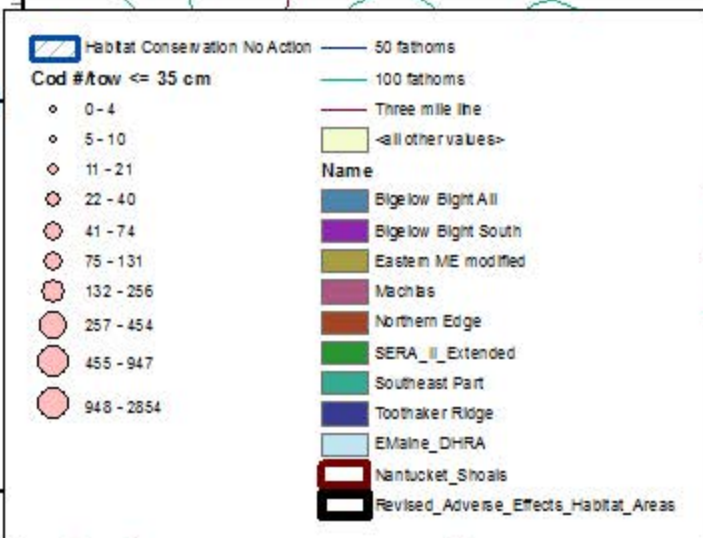 Habitat Conservation No Action
Cod #/tow <= 35 cm
0 - 4
5 - 10
11 - 21
22 - 40
41 - 74
75 - 131
132 - 256
257 - 454
455 - 947
948 - 2854
50 fathoms
100 fathoms
Three mile line
<all other values>
Name
Bigelow Bight All
Bigelow Bight South
Eastern ME modified
Machias
Northern Edge
SERA_II_Extended
Southeast Part
Toothaker Ridge
EMaine_DHRA
Nantucket_Shoals
Revised_Adverse_Effects_Habitat_Areas